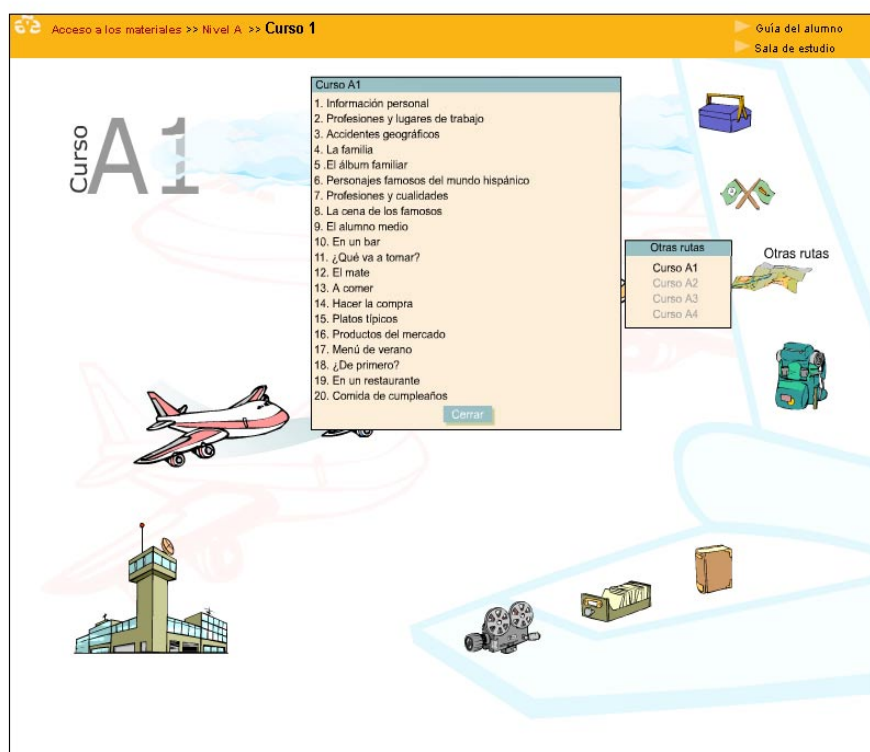 Acceso a los materiales >> Nivel A >> Curso 1
Guía del alumno
Sala de estudio
Curso A1
Curso A1
1. Información personal
2. Profesiones y lugares de trabajo
3. Accidentes geográficos
4. La familia
5 .El álbum familiar
6. Personajes famosos del mundo hispánico
7. Profesiones y cualidades
8. La cena de los famosos
9. El alumno medio
10. En un bar
11. ¿Qué va a tomar?
12. El mate
13. A comer
14. Hacer la compra
15. Platos típicos
16. Productos del mercado
17. Menú de verano
18. ¿De primero?
19. En un restaurante
20. Comida de cumpleaños
Cerrar
Otras rutas
Curso A1
Curso A2
Curso A3
Curso A4
Otras rutas